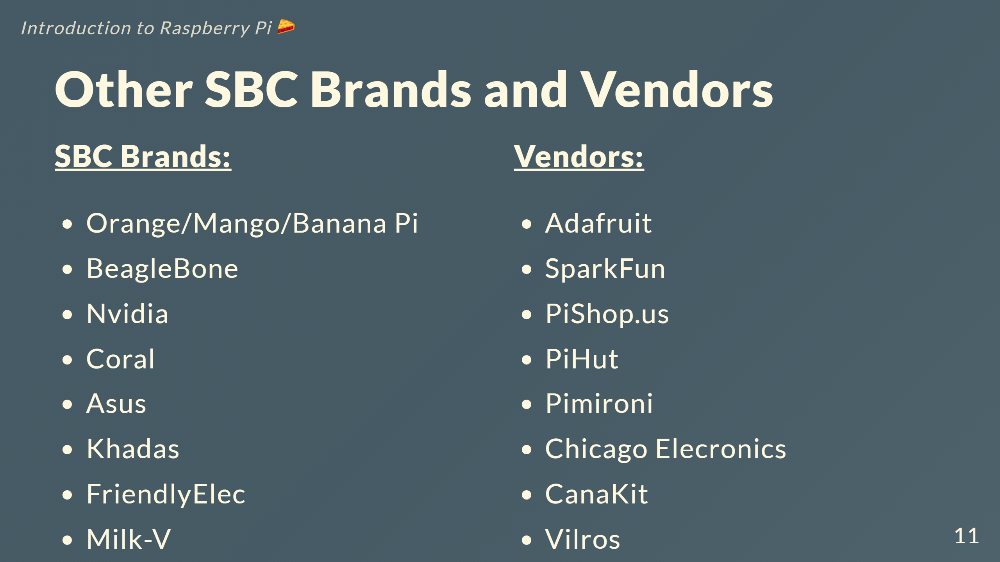 Introduction to Raspberry Pi 🥧
Other SBC Brands and Vendors
SBC Brands:
• Orange/Mango/Banana Pi
• BeagleBone
• Nvidia
• Coral
• Asus
• Khadas
• FriendlyElec
• Milk-V
Vendors:
• Adafruit
• SparkFun
• PiShop.us
• PiHut
• Pimironi
• Chicago Elecronics
• CanaKit
• Vilros
11